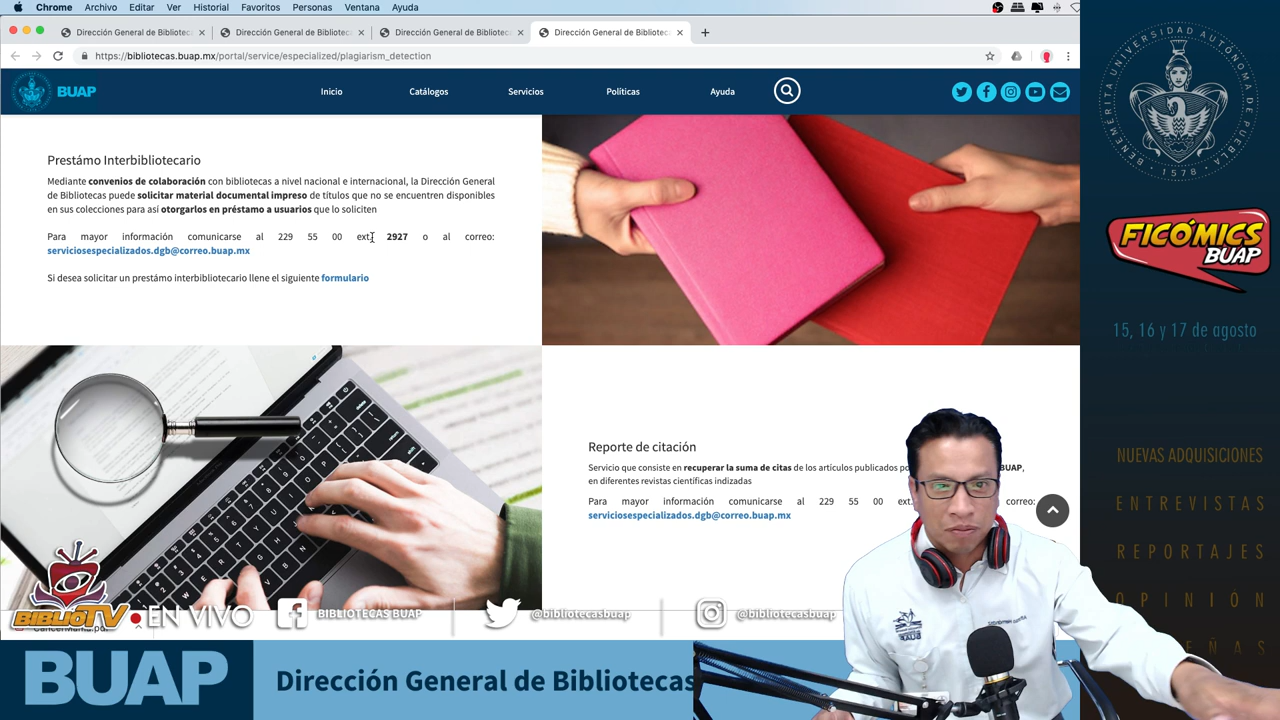 Chrome Archivo Editar Ver Historial Favoritos Personas Ventana Ayuda
Dirección General de Bibliotec × Dirección General de Bibliotec × Dirección General de Bibliotec × Dirección General de Bibliotec × +
https://bibliotecas.buap.mx/portal/service/especialized/plagiarism_detection
BUAP
Inicio Catálogos Servicios Políticas Ayuda
Prestámo Interbibliotecario
Mediante convenios de colaboración con bibliotecas a nivel nacional e internacional, la Dirección General
de Bibliotecas puede solicitar material documental impreso de títulos que no se encuentren disponibles
en sus colecciones para así otorgarlos en préstamo a usuarios que lo soliciten
Para mayor información comunicarse al 229 55 00 ext. 2927 o al correo:
serviciosespecializados.dgb@correo.buap.mx
Si desea solicitar un prestámo interbibliotecario llene el siguiente formulario
Reporte de citación
Servicio que consiste en recuperar la suma de citas de los artículos publicados BUAP,
en diferentes revistas científicas indizadas
Para mayor información comunicarse al 229 55 00 ext. correo:
serviciosespecializados.dgb@correo.buap.mx
BENEMÉRITA UNIVERSIDAD AUTÓNOMA DE PUEBLA
1578
FICÓMICS
BUAP
15, 16 y 17 de agosto
NUEVAS ADQUISICIONES
ENTREVISTAS
REPORTAJES
OPINIÓN
BIBLIOTV EN VIVO
BIBLIOTECAS BUAP
@bibliotecasbuap
@bibliotecasbuap
BUAP
Dirección General de Bibliotecas